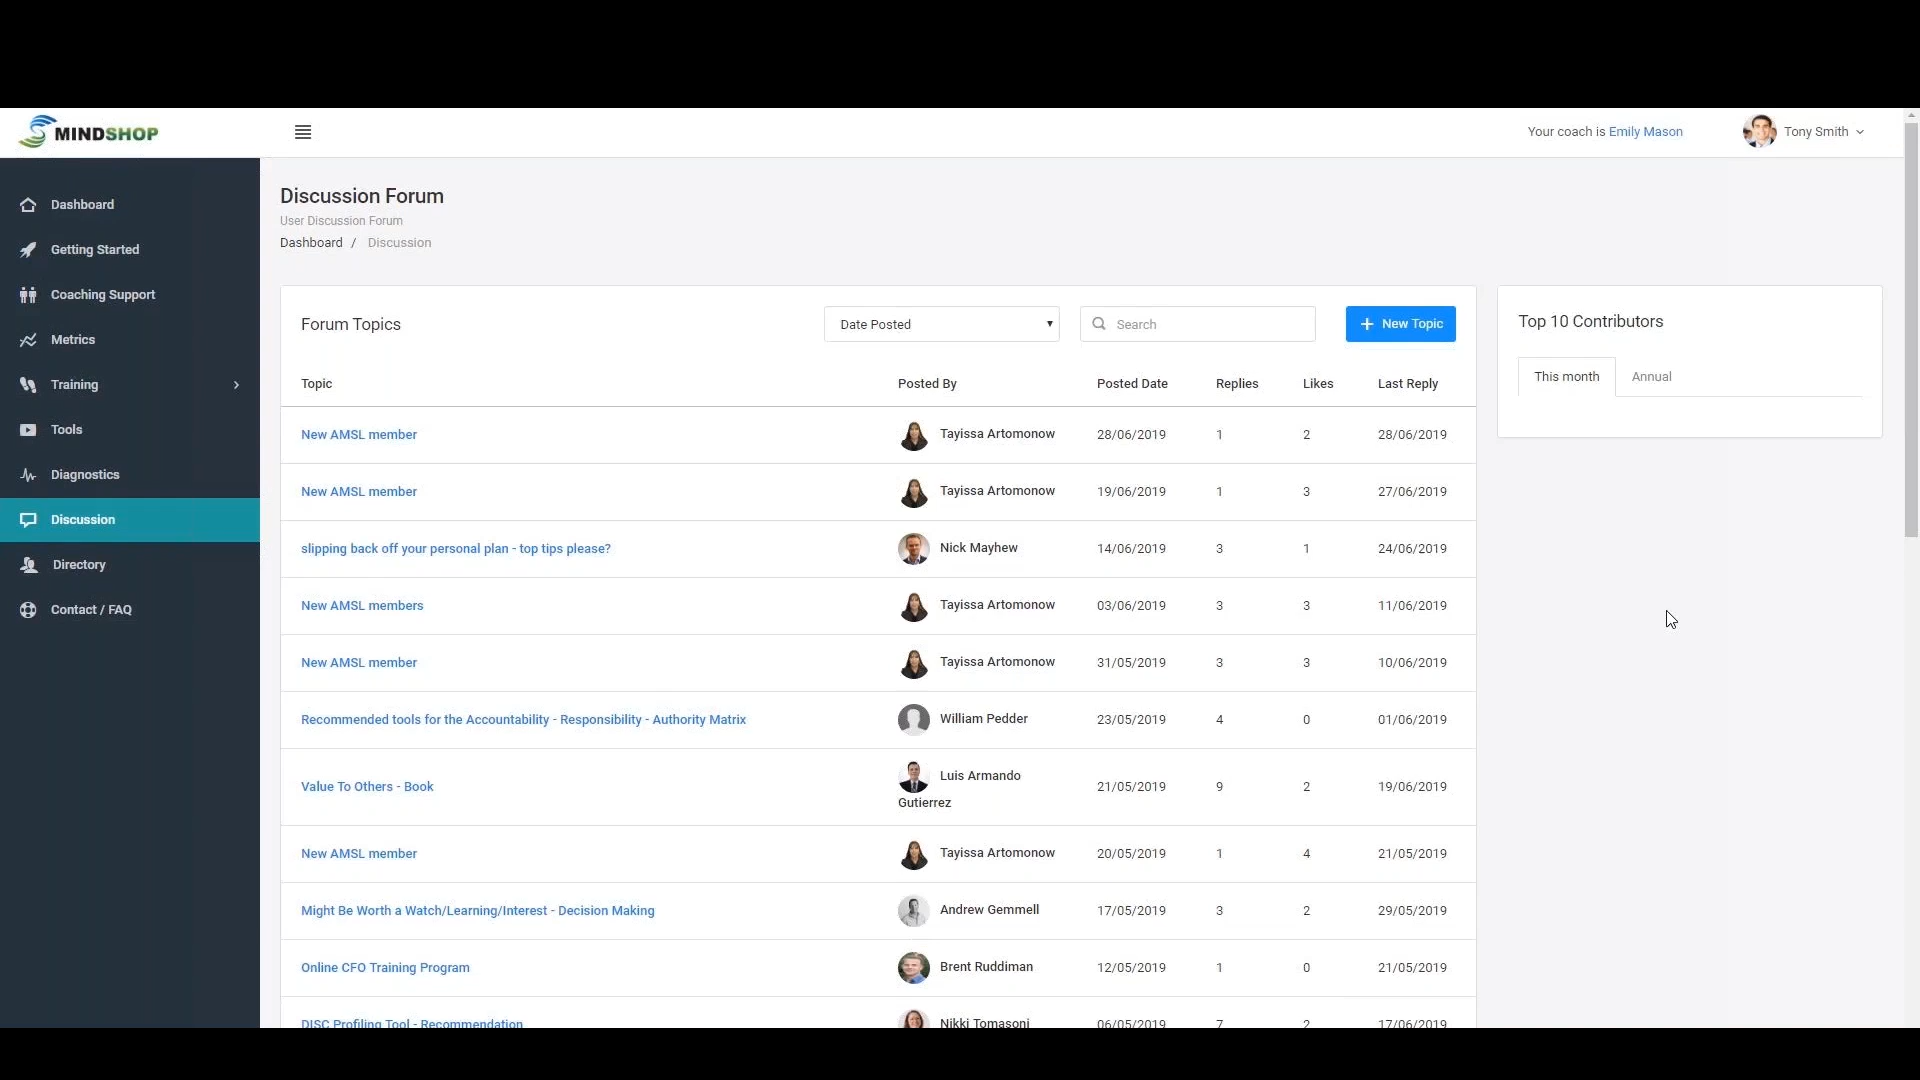 MINDSHOP
Your coach is Emily Mason
Tony Smith
Dashboard
Getting Started
Coaching Support
Metrics
Training
Tools
Diagnostics
Discussion
Directory
Contact / FAQ
Discussion Forum
User Discussion Forum
Dashboard / Discussion
Forum Topics
Date Posted
Search
New Topic
Topic Posted By Posted Date Replies Likes Last Reply
New AMSL member Tayissa Artomonow 28/06/2019 1 2 28/06/2019
New AMSL member Tayissa Artomonow 19/06/2019 1 3 27/06/2019
slipping back off your personal plan - top tips please? Nick Mayhew 14/06/2019 3 1 24/06/2019
New AMSL members Tayissa Artomonow 03/06/2019 3 3 11/06/2019
New AMSL member Tayissa Artomonow 31/05/2019 3 3 10/06/2019
Recommended tools for the Accountability - Responsibility - Authority Matrix William Pedder 23/05/2019 4 0 01/06/2019
Value To Others - Book Luis Armando Gutierrez 21/05/2019 9 2 19/06/2019
New AMSL member Tayissa Artomonow 20/05/2019 1 4 21/05/2019
Might Be Worth a Watch/Learning/Interest - Decision Making Andrew Gemmell 17/05/2019 3 2 29/05/2019
Online CFO Training Program Brent Ruddiman 12/05/2019 1 0 21/05/2019
DISC Profiling Tool - Recommendation Nikki Tomasoni 06/05/2019 7 2 17/06/2019
Top 10 Contributors
This month
Annual